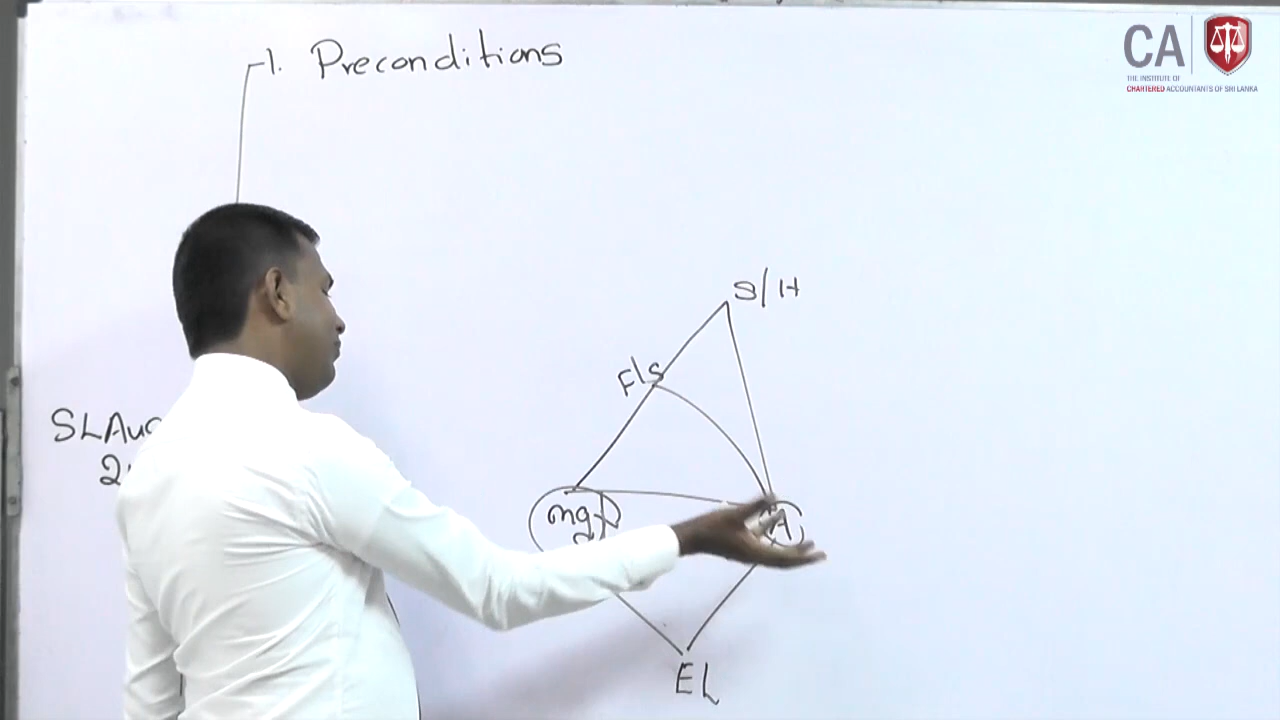 1. Preconditions
CA
THE INSTITUTE OF
CHARTERED ACCOUNTANTS OF SRI LANKA
S/H
F/S
mgt
A
EL